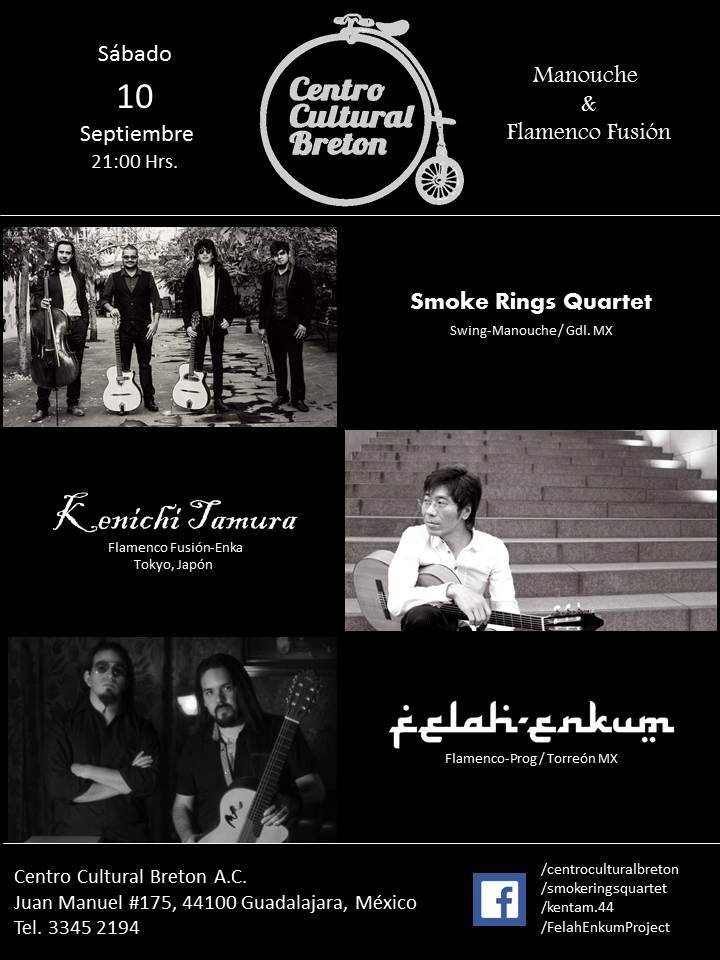 Sábado
10
Septiembre
21:00 Hrs.
Centro
Cultural
Breton
Manouche
&
Flamenco Fusión
Smoke Rings Quartet
Swing-Manouche/ Gdl. MX
Kenichi Tamura
Flamenco Fusión-Enka
Tokyo, Japón
Felah-Enkum
Flamenco-Prog / Torreón MX
Centro Cultural Breton A.C.
Juan Manuel #175, 44100 Guadalajara, México
Tel. 3345 2194
f
/centroculturalbreton
/smokeringsquartet
/kentam.44
/FelahEnkumProject